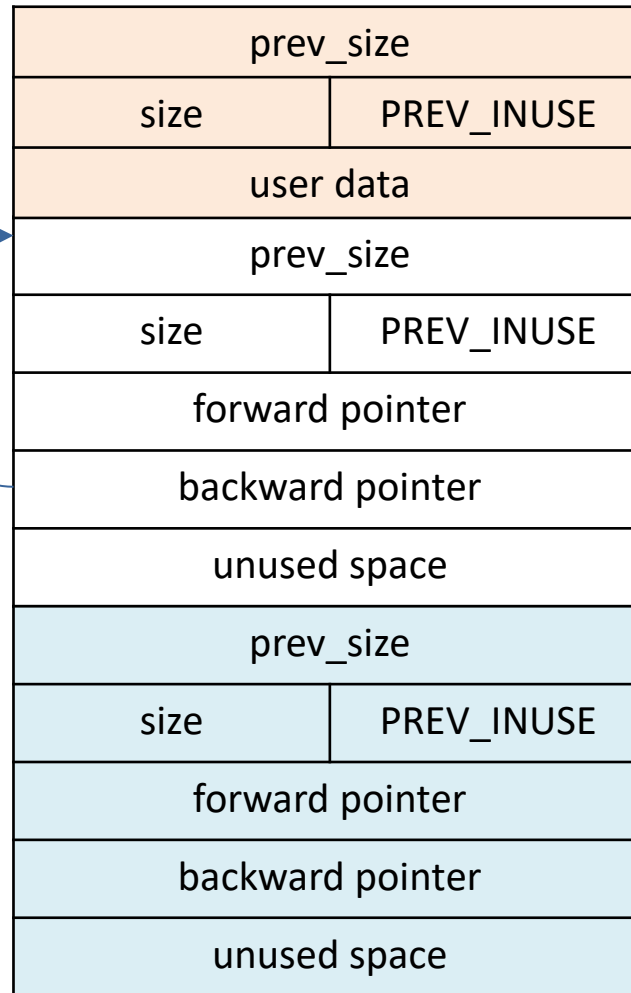 prev_size
size PREV_INUSE
user data
prev_size
size PREV_INUSE
forward pointer
backward pointer
unused space
prev_size
size PREV_INUSE
forward pointer
backward pointer
unused space